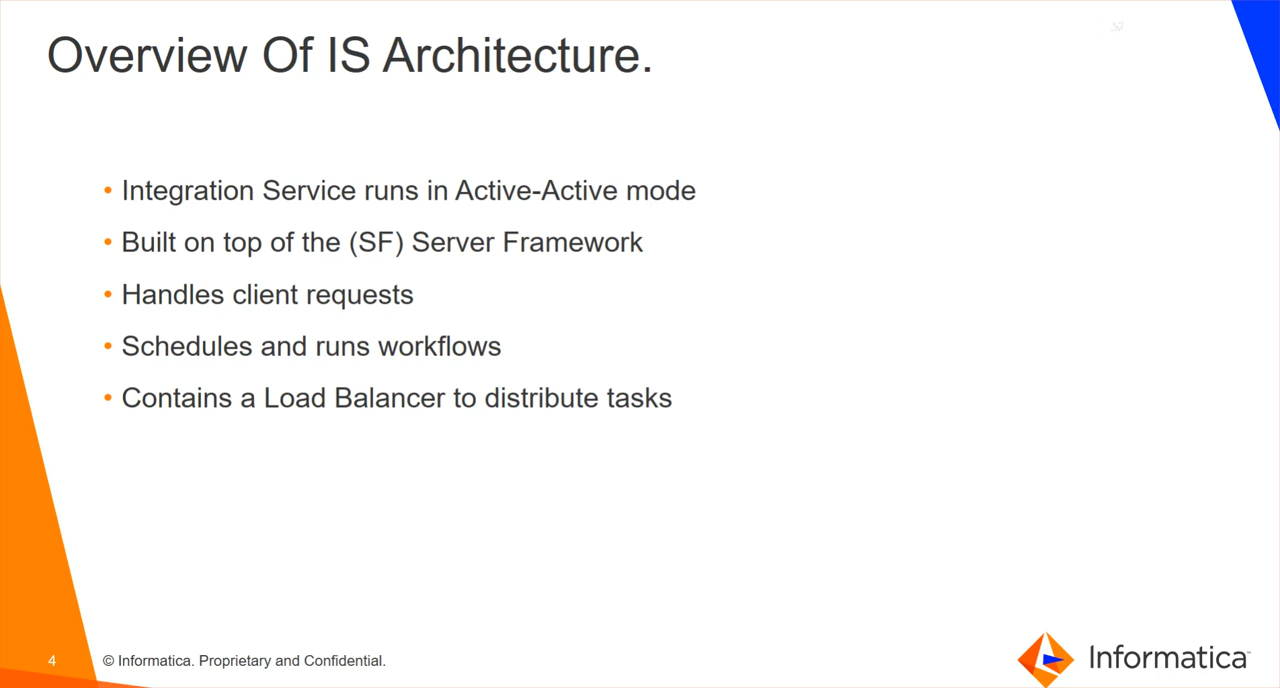 Overview Of IS Architecture.
• Integration Service runs in Active-Active mode
• Built on top of the (SF) Server Framework
• Handles client requests
• Schedules and runs workflows
• Contains a Load Balancer to distribute tasks
4 © Informatica. Proprietary and Confidential.
Informatica™